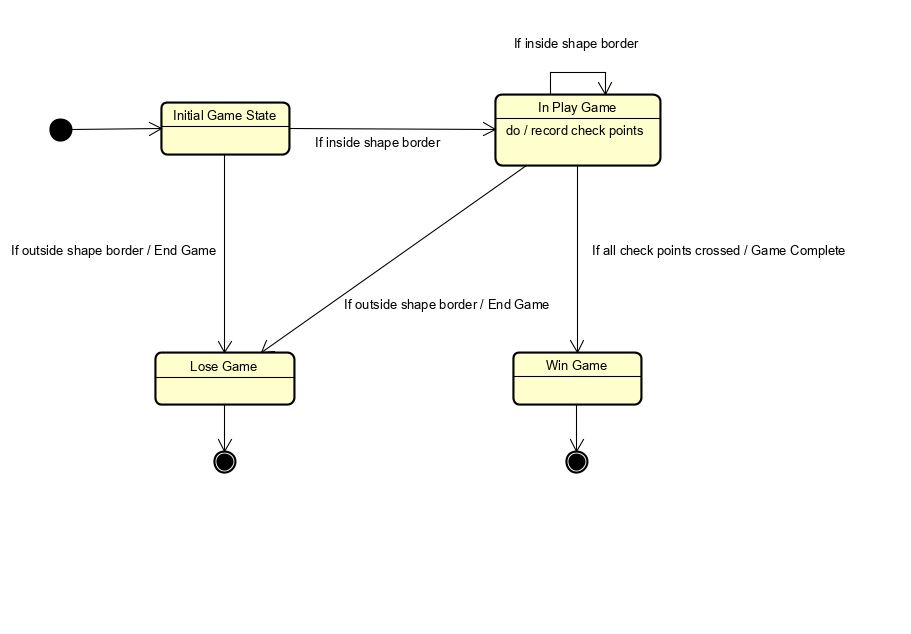 If inside shape border
Initial Game State
In Play Game
do / record check points
If inside shape border
If outside shape border / End Game
If all check points crossed / Game Complete
If outside shape border / End Game
Lose Game
Win Game